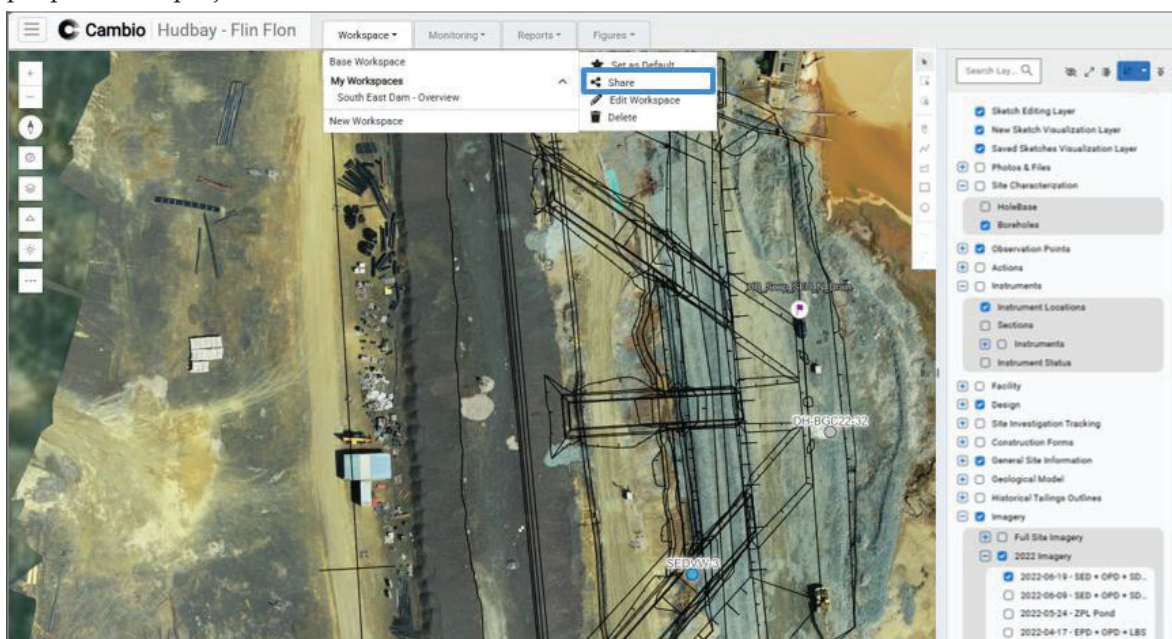 Cambio Hudbay - Flin Flon
Workspace
Monitoring
Reports
Figures
Base Workspace
My Workspaces
South East Dam - Overview
New Workspace
Set as Default
Share
Edit Workspace
Delete
DH-BGC22-32
SEDVW-3
Search Lay...
Sketch Editing Layer
New Sketch Visualization Layer
Saved Sketches Visualization Layer
Photos & Files
Site Characterization
HoleBase
Boreholes
Observation Points
Actions
Instruments
Instrument Locations
Sections
Instruments
Instrument Status
Facility
Design
Site Investigation Tracking
Construction Forms
General Site Information
Geological Model
Historical Tailings Outlines
Imagery
Full Site Imagery
2022 Imagery
2022-06-19 - SED + OPD + SD...
2022-06-09 - SED + OPD + SD...
2022-05-24 - ZPL Pond
2022-04-17 - EPD + OPD + LBS